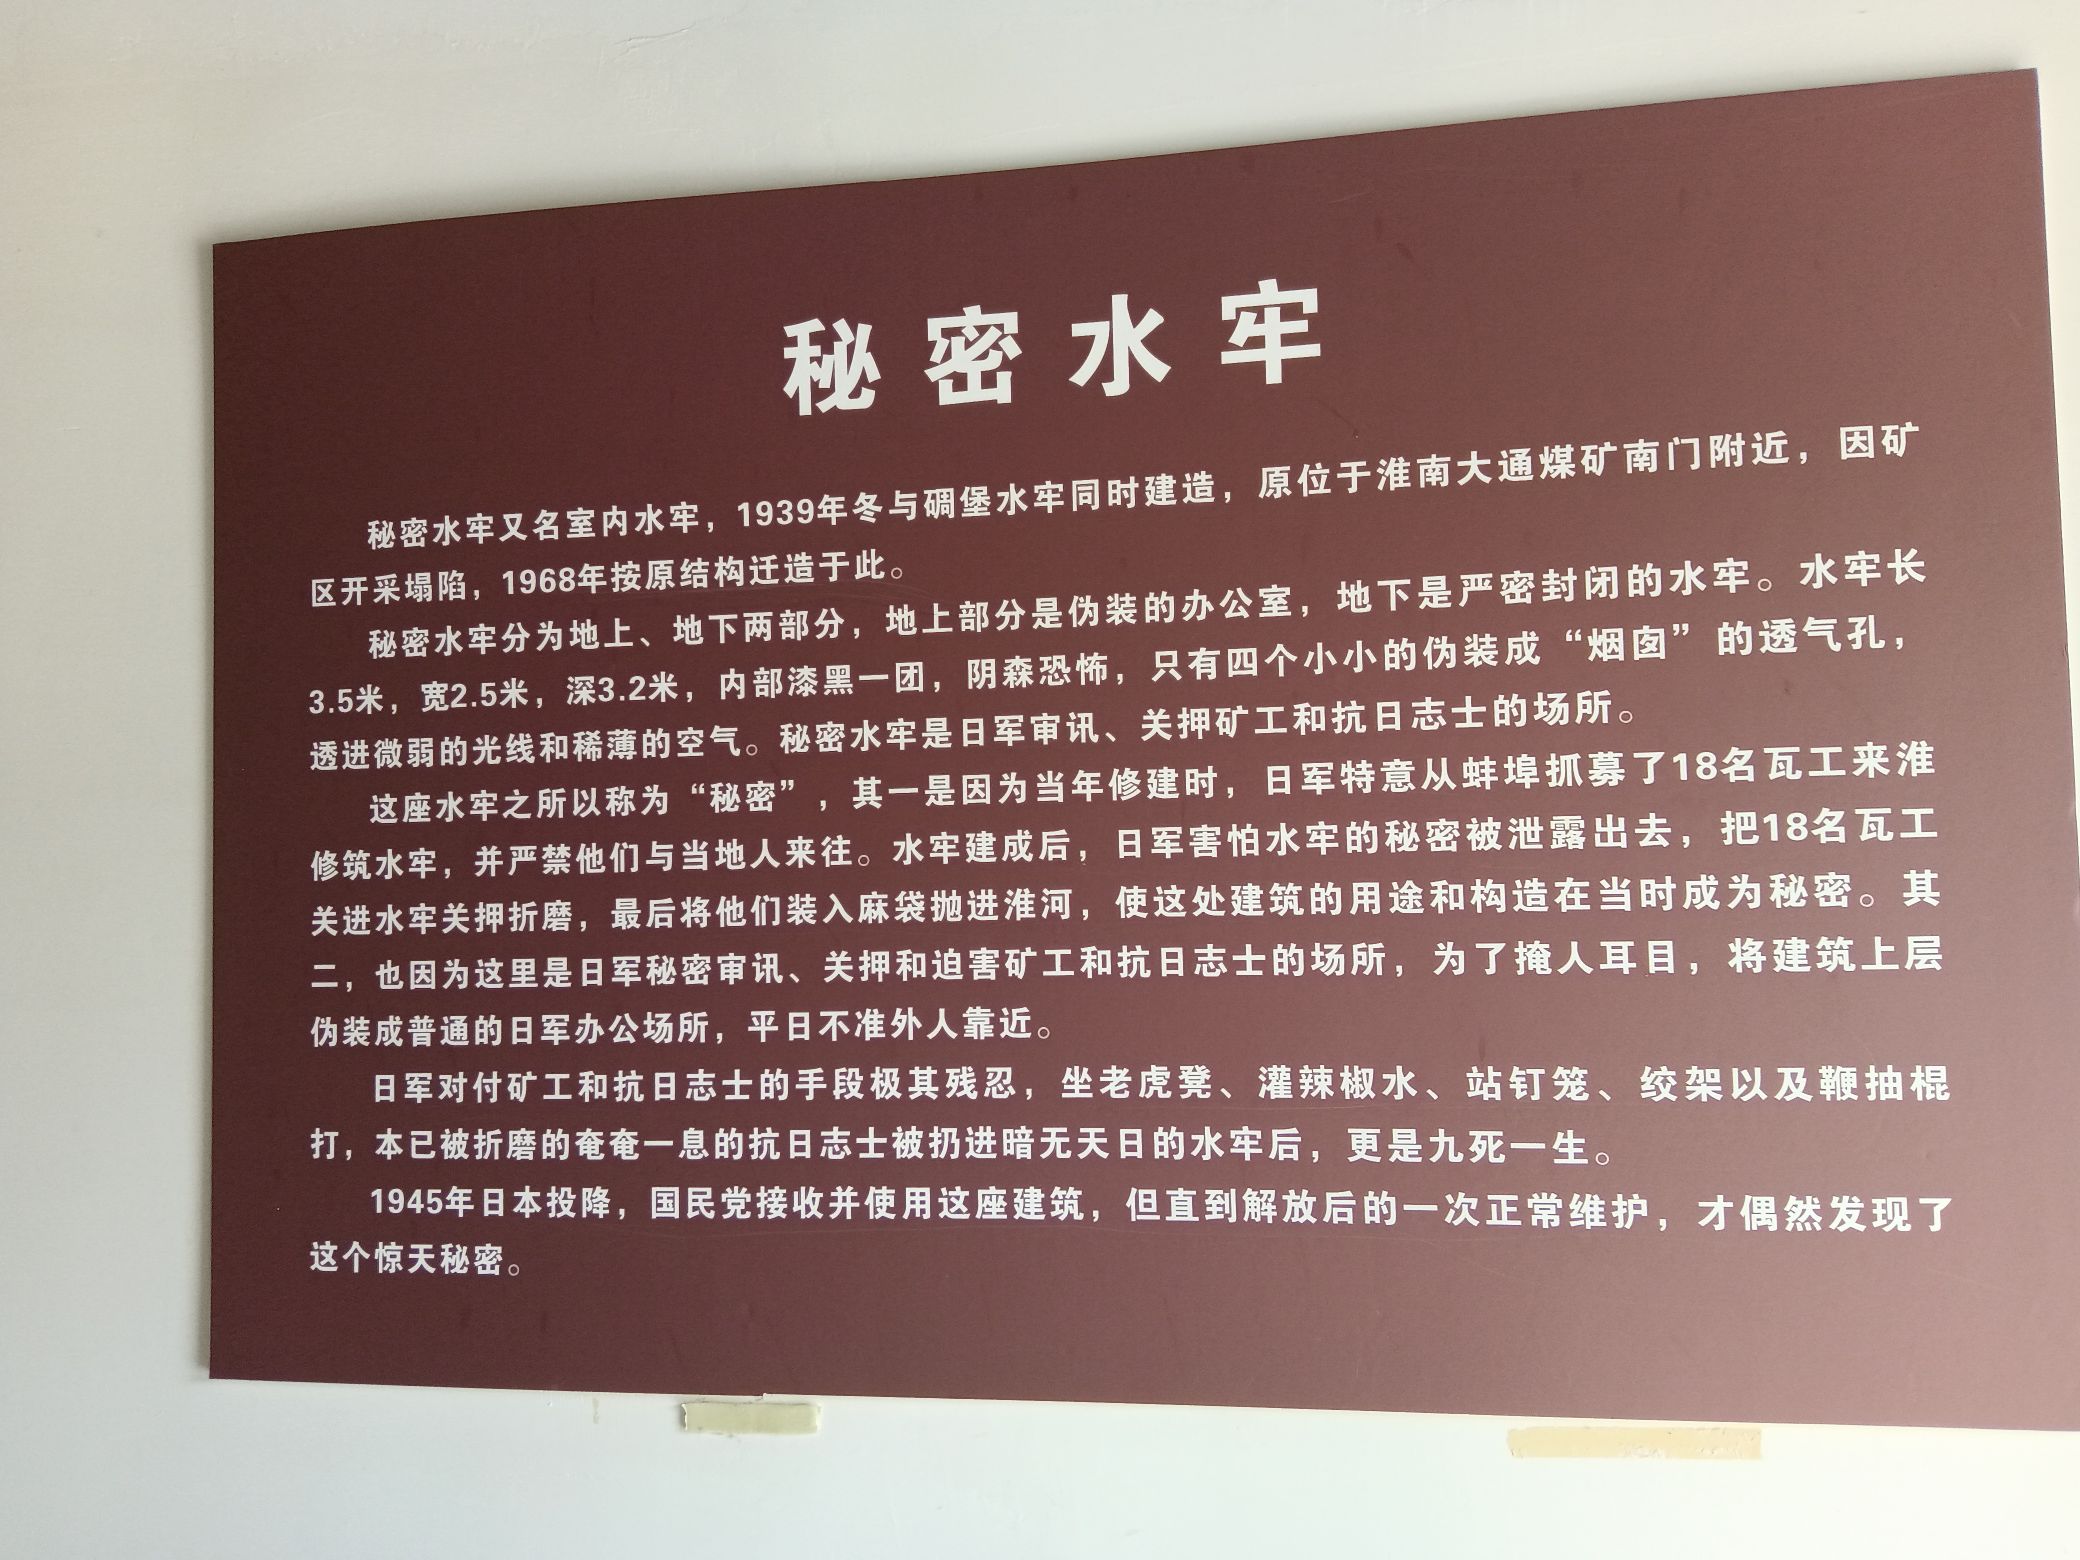 秘密水牢
秘密水牢又名室内水牢，1939年冬与碉堡水牢同时建造，原位于淮南大通煤矿南门附近，因矿
区开采塌陷，1968年按原结构迁造于此。
秘密水牢分为地上、地下两部分，地上部分是伪装的办公室，地下是严密封闭的水牢。水牢长
3.5米，宽2.5米，深3.2米，内部漆黑一团，阴森恐怖，只有四个小小的伪装成“烟囱”的透气孔，
透进微弱的光线和稀薄的空气。秘密水牢是日军审讯、关押矿工和抗日志士的场所。
这座水牢之所以称为“秘密”，其一是因为当年修建时，日军特意从蚌埠抓募了18名瓦工来淮
修筑水牢，并严禁他们与当地人来往。水牢建成后，日军害怕水牢的秘密被泄露出去，把18名瓦工
关进水牢关押折磨，最后将他们装入麻袋抛进淮河，使这处建筑的用途和构造在当时成为秘密。其
二，也因为这里是日军秘密审讯、关押和迫害矿工和抗日志士的场所，为了掩人耳目，将建筑上层
伪装成普通的日军办公场所，平日不准外人靠近。
日军对付矿工和抗日志士的手段极其残忍，坐老虎凳、灌辣椒水、站钉笼、绞架以及鞭抽棍
打，本已被折磨的奄奄一息的抗日志士被扔进暗无天日的水牢后，更是九死一生。
1945年日本投降，国民党接收并使用这座建筑，但直到解放后的一次正常维护，才偶然发现了
这个惊天秘密。